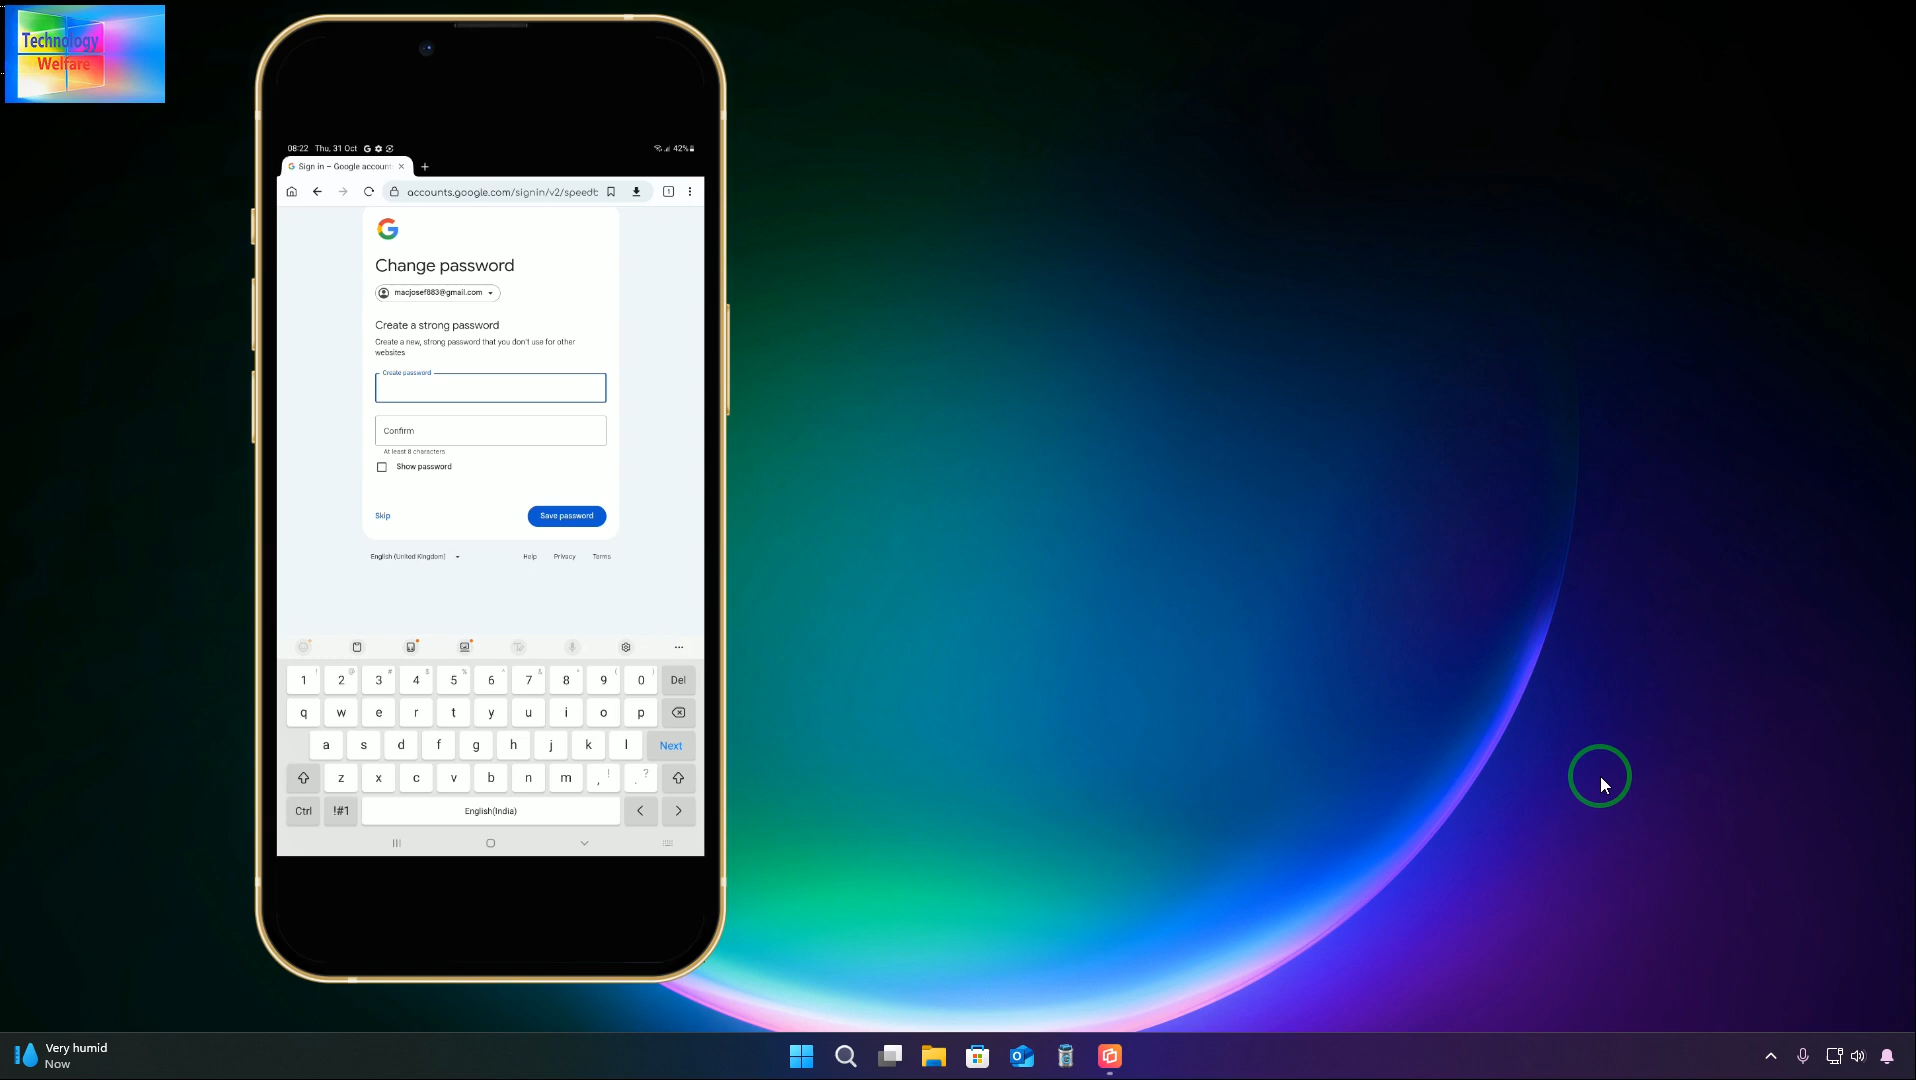 Technology
Welfare
08:22 Thu, 31 Oct
42%
Sign in – Google account
accounts.google.com/signin/v2/speedb
Change password
macjosef883@gmail.com
Create a strong password
Create a new, strong password that you don't use for other
websites
Create password
Confirm
At least 8 characters
Show password
Skip
Save password
English (United Kingdom)
Help Privacy Terms
! @ # $ % ^ & * ( )
1 2 3 4 5 6 7 8 9 0 Del
q w e r t y u i o p
a s d f g h j k l Next
z x c v b n m , ! . ?
Ctrl !#1 English(India) < >
Very humid
Now